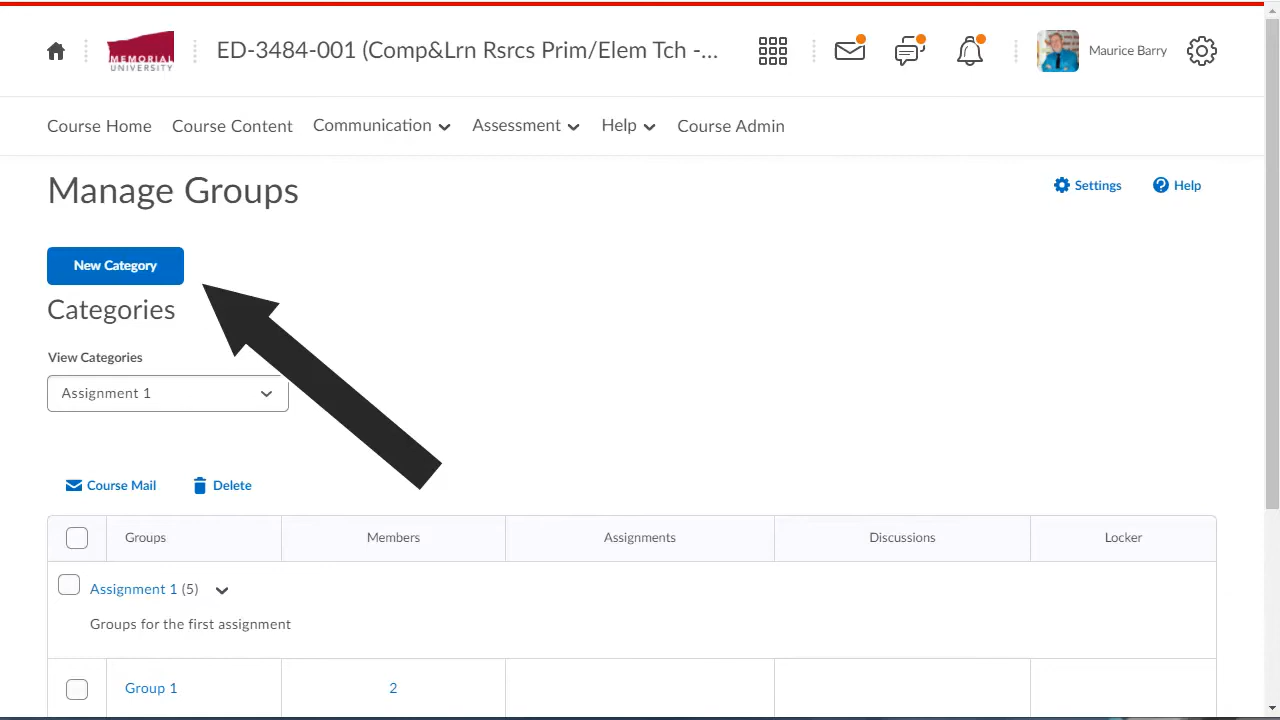 MEMORIAL
UNIVERSITY
ED-3484-001 (Comp&Lrn Rsrcs Prim/Elem Tch -...
Maurice Barry
Course Home
Course Content
Communication
Assessment
Help
Course Admin
Manage Groups
Settings
Help
New Category
Categories
View Categories
Assignment 1
Course Mail
Delete
Groups
Members
Assignments
Discussions
Locker
Assignment 1 (5)
Groups for the first assignment
Group 1
2